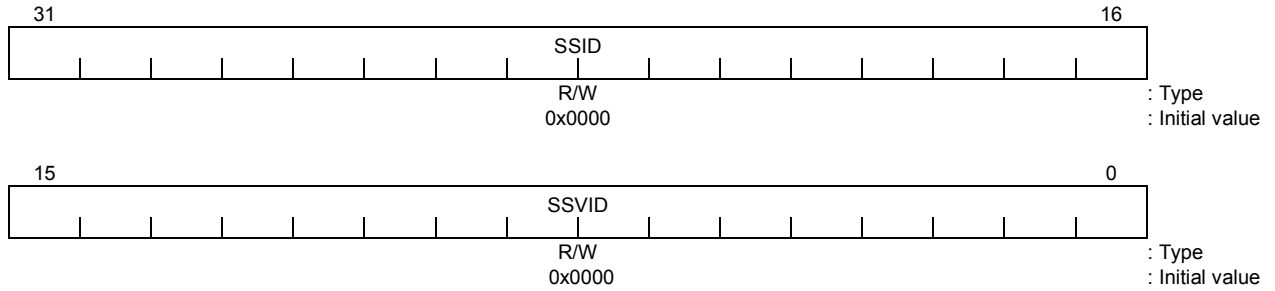 31 16
SSID
R/W : Type
0x0000 : Initial value
15 0
SSVID
R/W : Type
0x0000 : Initial value